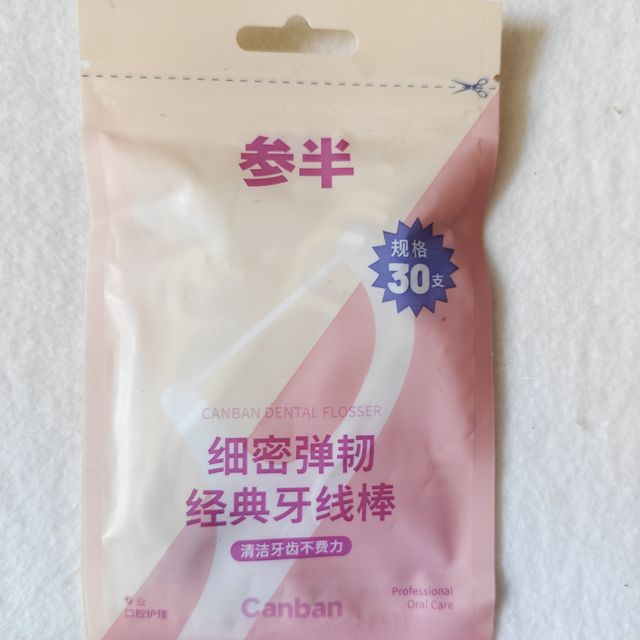 参半
规格
30支
CANBAN DENTAL FLOSSER
细密弹韧
经典牙线棒
清洁牙齿不费力
专业
口腔护理
Canban
Professional
Oral Care